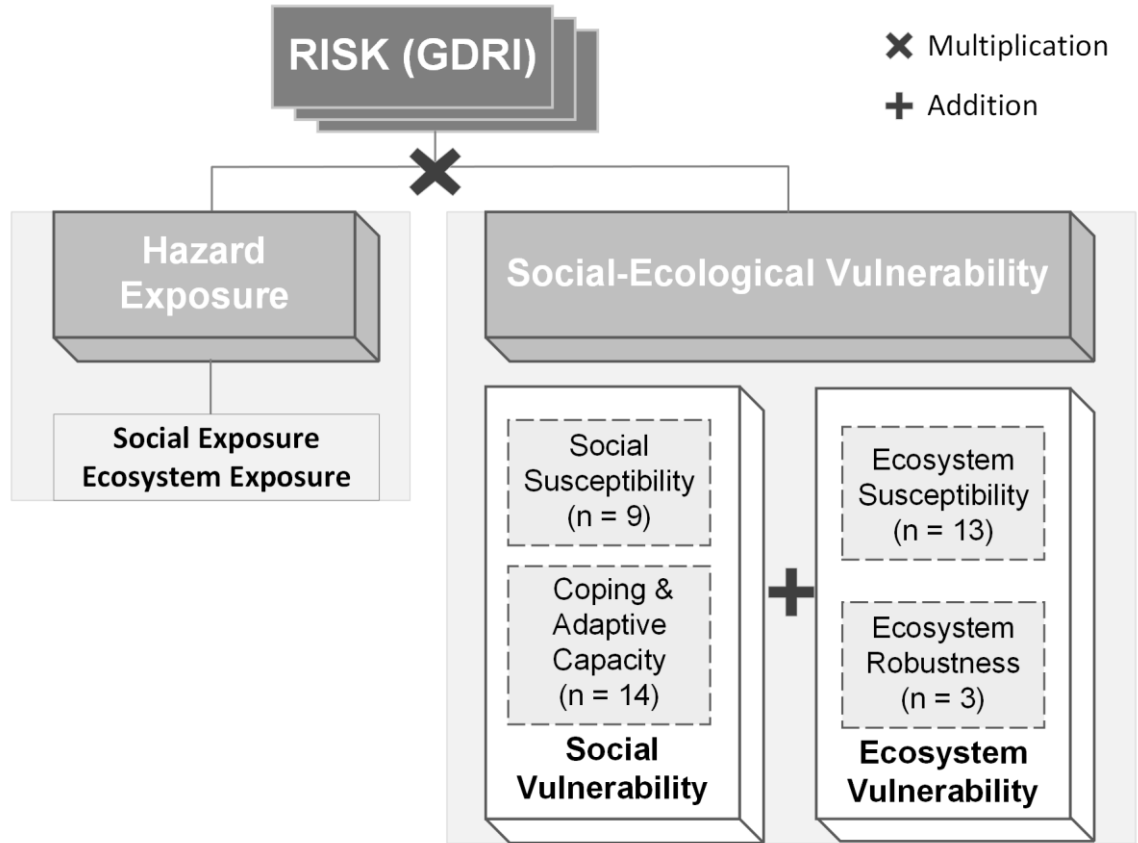 RISK (GDRI)
Multiplication
Addition
Hazard
Exposure
Social Exposure
Ecosystem Exposure
Social-Ecological Vulnerability
Social
Susceptibility
(n = 9)
Coping &
Adaptive
Capacity
(n = 14)
Social
Vulnerability
Ecosystem
Susceptibility
(n = 13)
Ecosystem
Robustness
(n = 3)
Ecosystem
Vulnerability